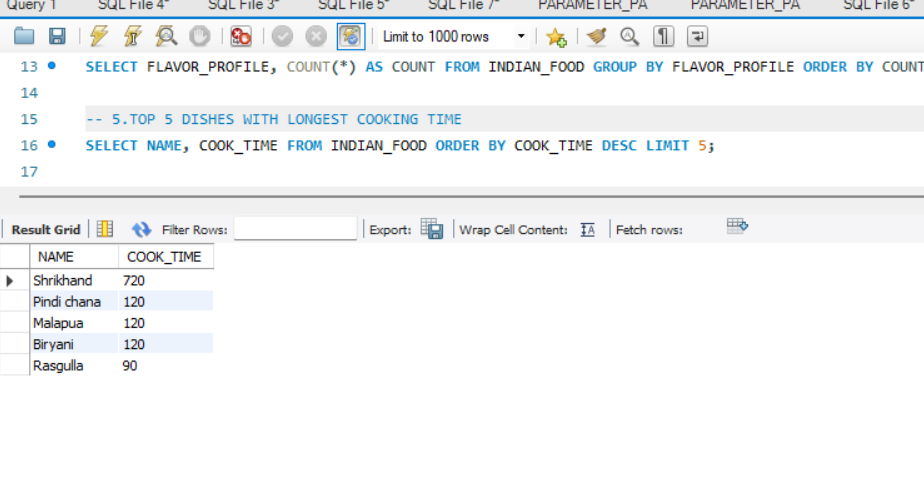 Query 1 SQL File 4* SQL File 3* SQL File 5* SQL File 7* PARAMETER_PA PARAMETER_PA SQL File 6*
Limit to 1000 rows
13 SELECT FLAVOR_PROFILE, COUNT(*) AS COUNT FROM INDIAN_FOOD GROUP BY FLAVOR_PROFILE ORDER BY COUNT
14
15 -- 5.TOP 5 DISHES WITH LONGEST COOKING TIME
16 SELECT NAME, COOK_TIME FROM INDIAN_FOOD ORDER BY COOK_TIME DESC LIMIT 5;
17
Result Grid Filter Rows: Export: Wrap Cell Content: Fetch rows:
NAME COOK_TIME
Shrikhand 720
Pindi chana 120
Malapua 120
Biryani 120
Rasgulla 90